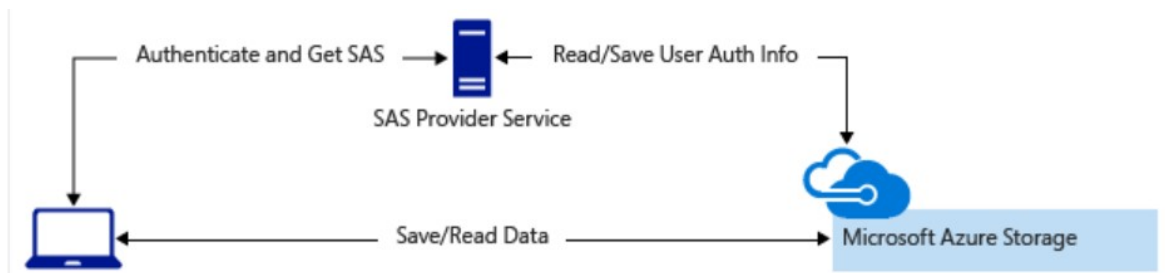 Authenticate and Get SAS
Read/Save User Auth Info
SAS Provider Service
Save/Read Data
Microsoft Azure Storage